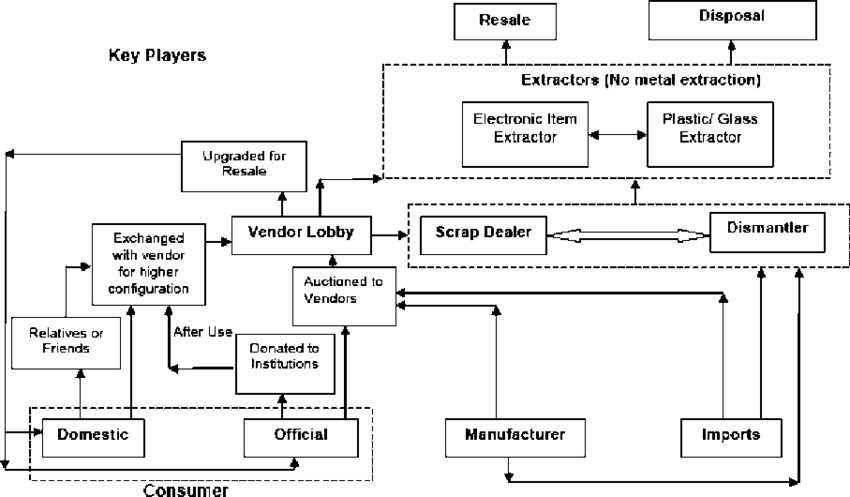 Resale
Disposal
Key Players
Extractors (No metal extraction)
Electronic Item
Extractor
Plastic/ Glass
Extractor
Upgraded for
Resale
Vendor Lobby
Scrap Dealer
Dismantler
Exchanged
with vendor
for higher
configuration
Auctioned to
Vendors
Relatives or
Friends
After Use
Donated to
Institutions
Domestic
Official
Manufacturer
Imports
Consumer